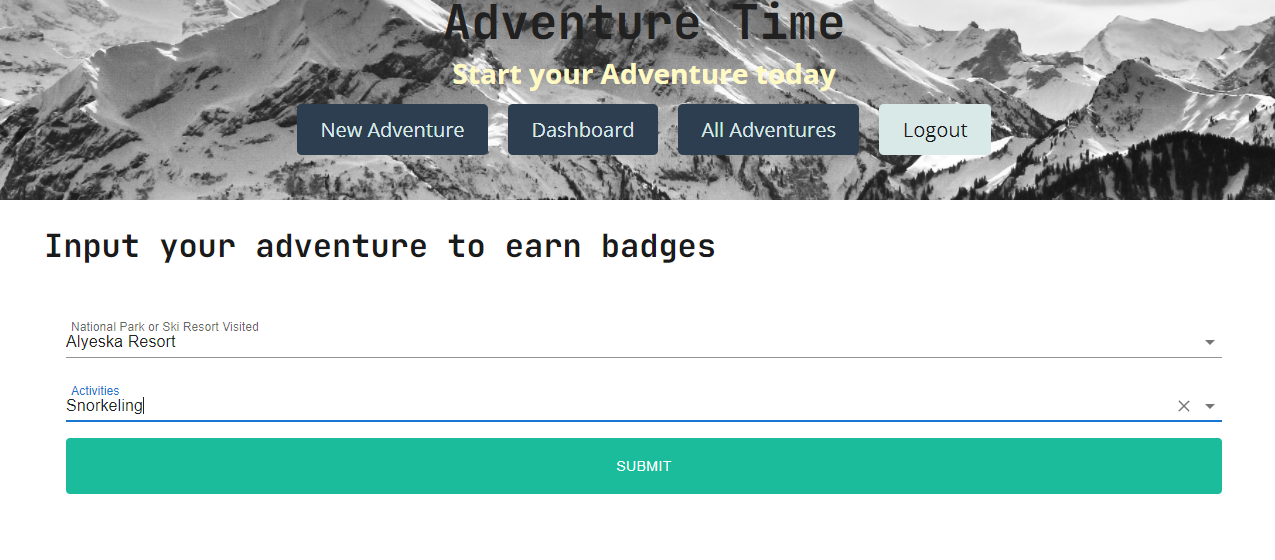 Adventure Time
Start your Adventure today
New Adventure Dashboard All Adventures Logout
Input your adventure to earn badges
National Park or Ski Resort Visited
Alyeska Resort
Activities
Snorkeling
SUBMIT